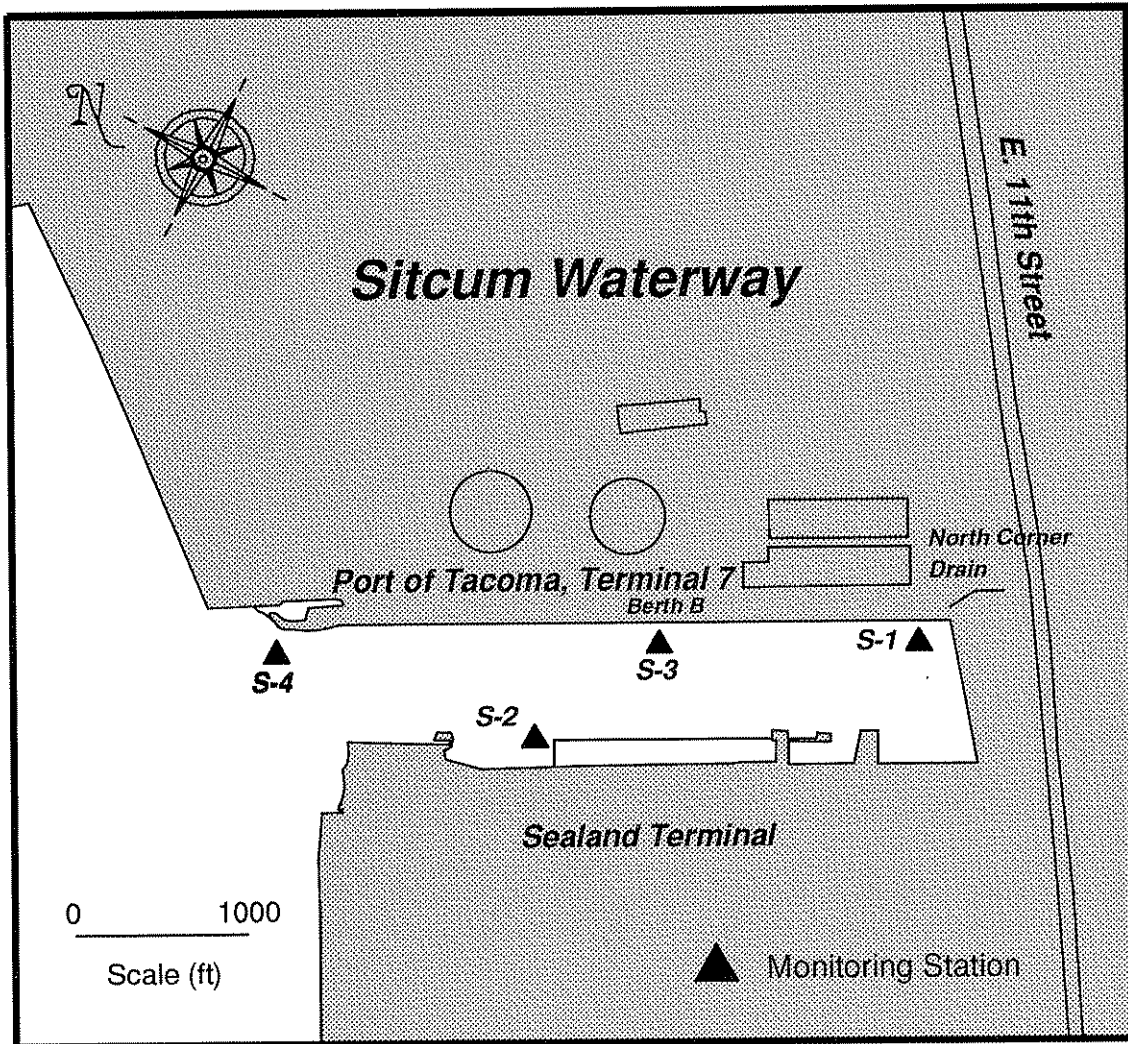 N
Sitcum Waterway
E. 11th Street
North Corner
Drain
Port of Tacoma, Terminal 7
Berth B
S-1
S-3
S-4
S-2
Sealand Terminal
0 1000
Scale (ft)
Monitoring Station